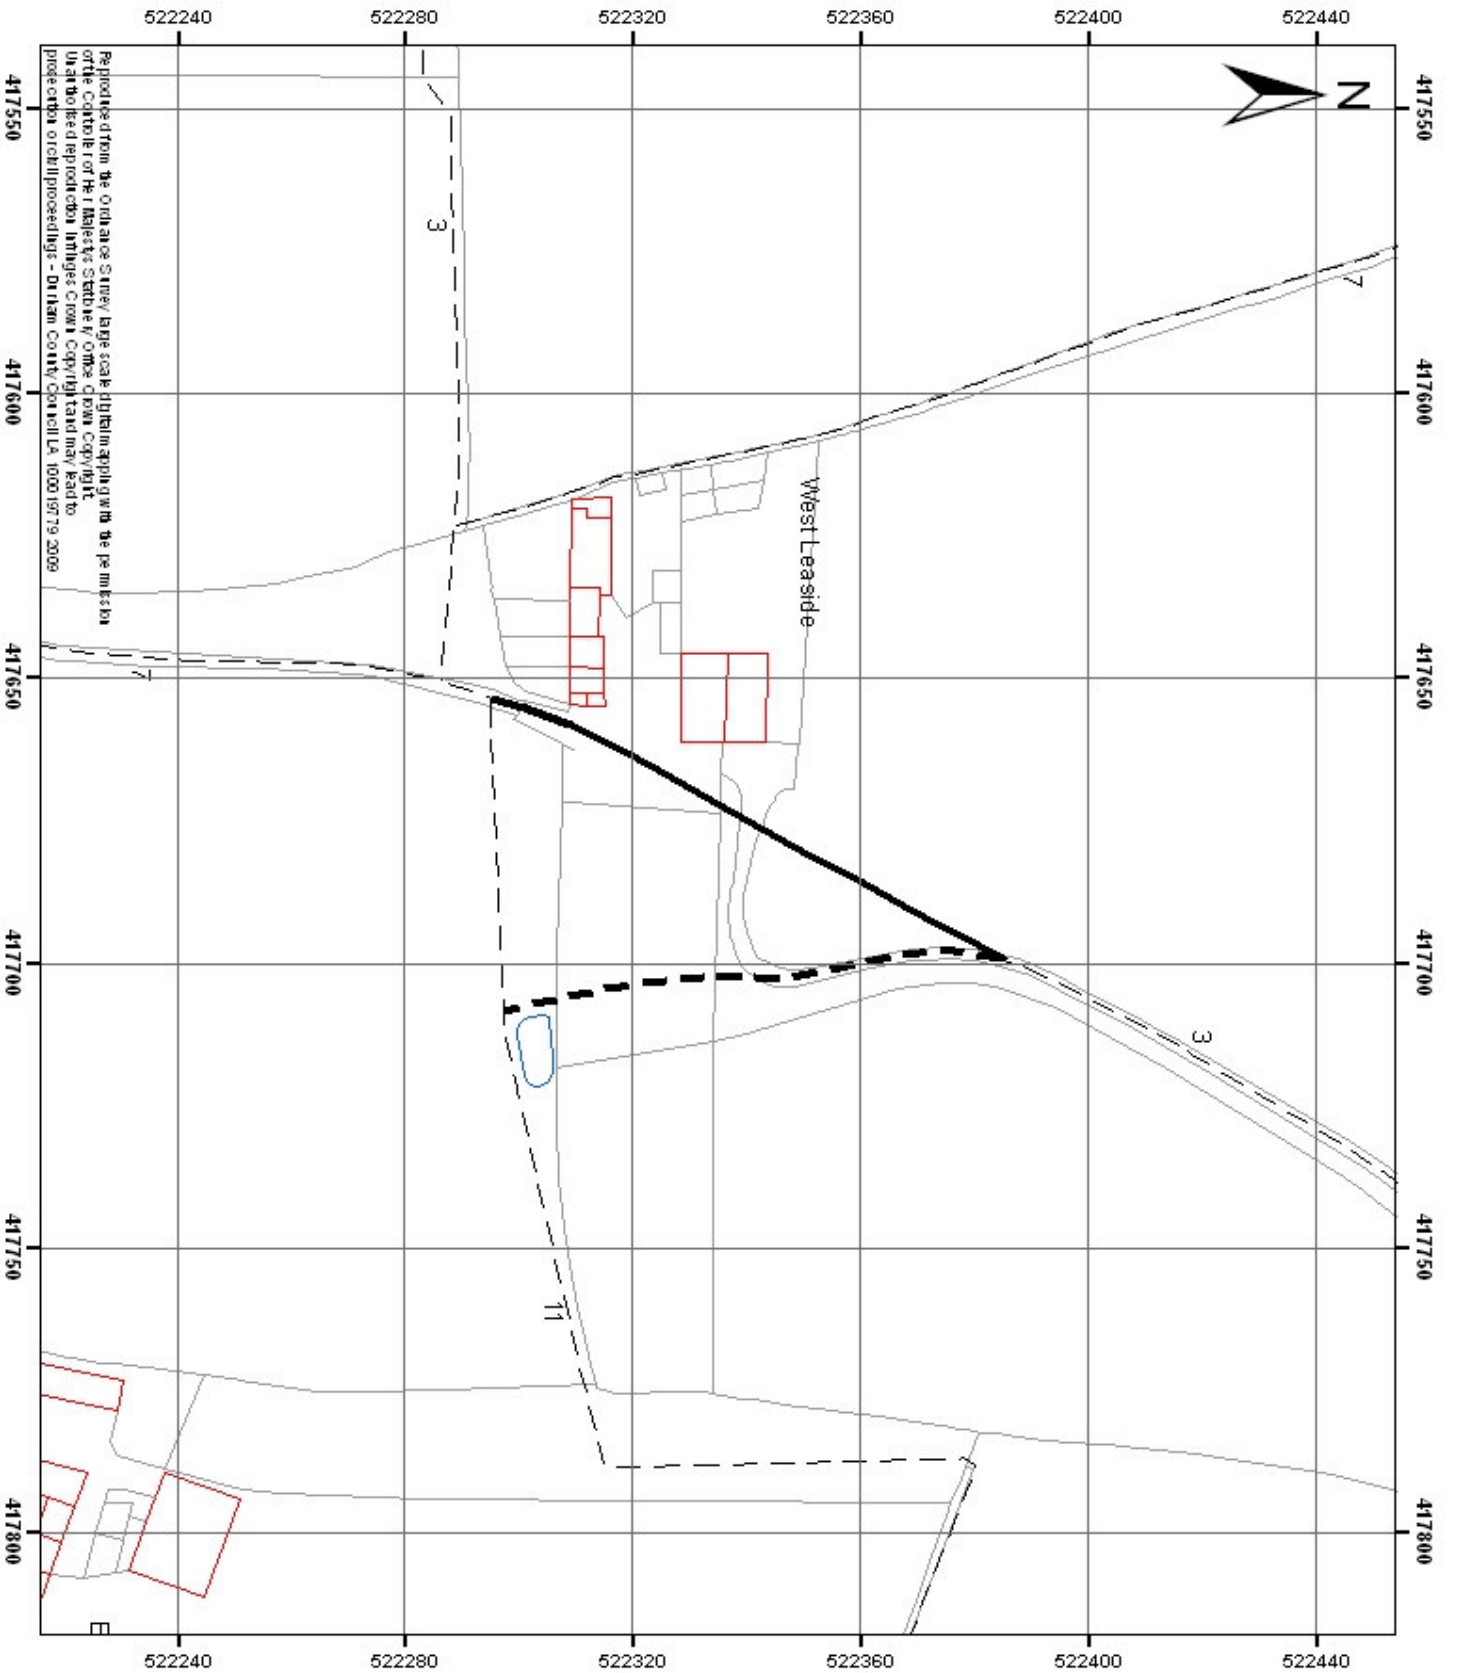 522240 522280 522320 522360 522400 522440
417550
417600
417650
417700
417750
417800
N
3
7
West Leaside
7
3
11
Reproduced from the Ordnance Survey large scale digital mapping with the permission
of the Controller of Her Majesty's Stationery Office Crown Copyright.
Unauthorised reproduction infringes Crown Copyright and may lead to
prosecution or civil proceedings - Durham County Council LA 100019779 2009
417550
417600
417650
417700
417750
417800
522240 522280 522320 522360 522400 522440